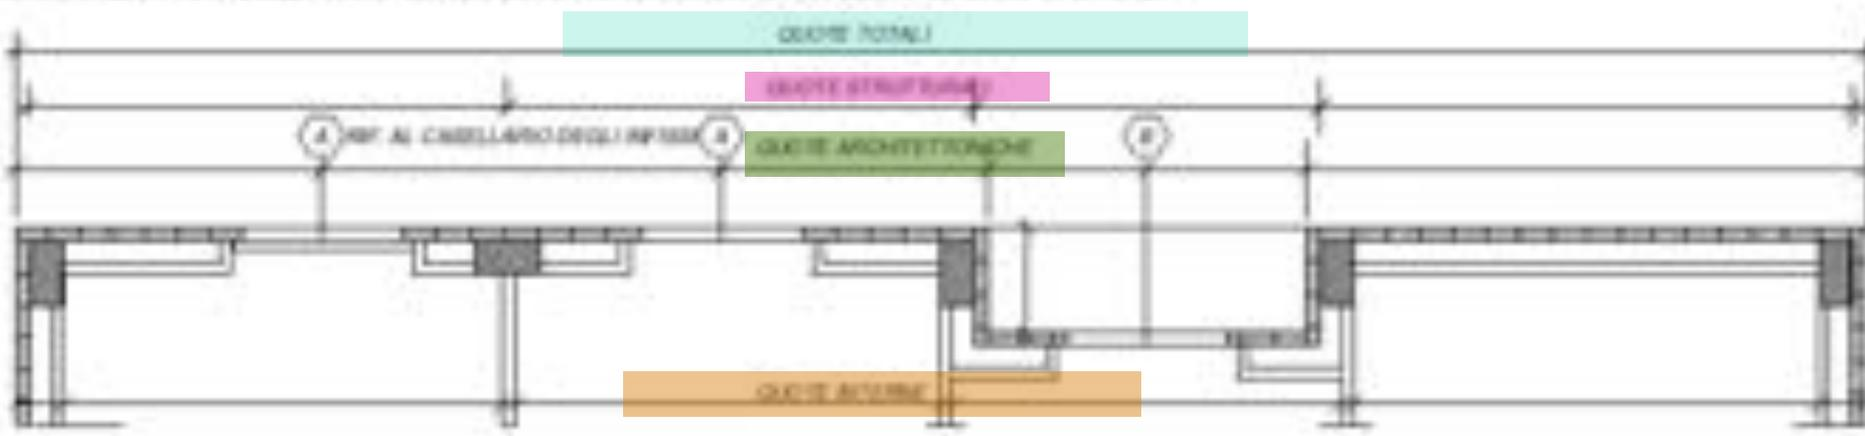 QUOTE TOTALI
QUOTE STRUTTURALI
A RIF. AL CASELLARIO DEGLI INFISSI A
B
QUOTE ARCHITETTONICHE
QUOTE INTERNE